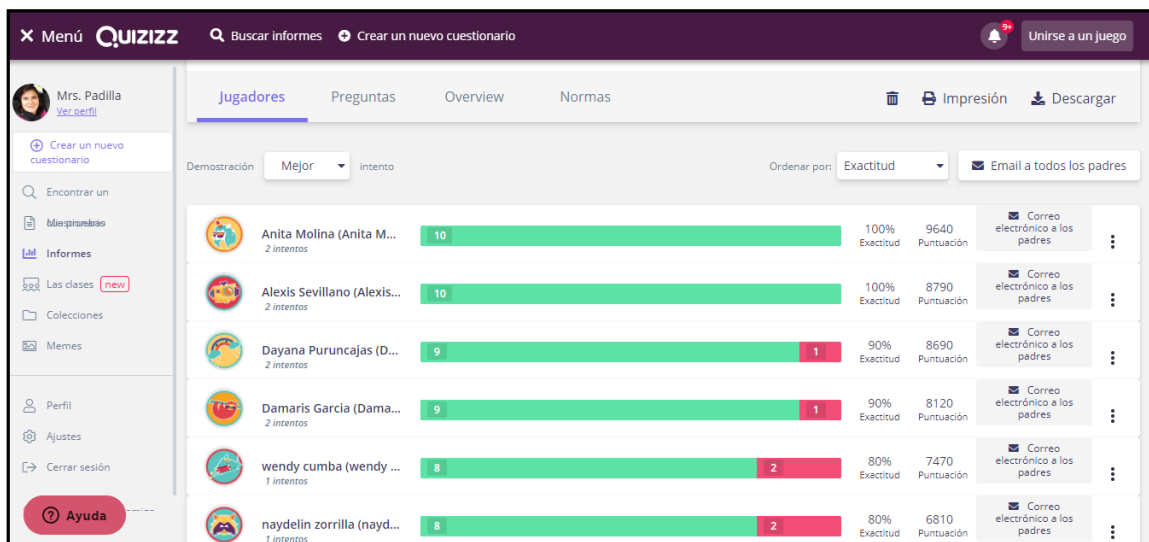 Menú QUIZIZZ Buscar informes Crear un nuevo cuestionario 9+ Unirse a un juego
Mrs. Padilla
Ver perfil
Crear un nuevo
cuestionario
Encontrar un
Informes
Las clases new
Colecciones
Memes
Perfil
Ajustes
Cerrar sesión
Ayuda
Jugadores Preguntas Overview Normas Impresión Descargar
Demostración Mejor intento Ordenar por: Exactitud Email a todos los padres
Anita Molina (Anita M...
2 intentos
10
100%
Exactitud
9640
Puntuación
Correo
electrónico a los
padres
Alexis Sevillano (Alexis...
2 intentos
10
100%
Exactitud
8790
Puntuación
Correo
electrónico a los
padres
Dayana Puruncajas (D...
2 intentos
9 1
90%
Exactitud
8690
Puntuación
Correo
electrónico a los
padres
Damaris Garcia (Dama...
2 intentos
9 1
90%
Exactitud
8120
Puntuación
Correo
electrónico a los
padres
wendy cumba (wendy ...
1 intentos
8 2
80%
Exactitud
7470
Puntuación
Correo
electrónico a los
padres
naydelin zorrilla (nayd...
1 intentos
8 2
80%
Exactitud
6810
Puntuación
Correo
electrónico a los
padres